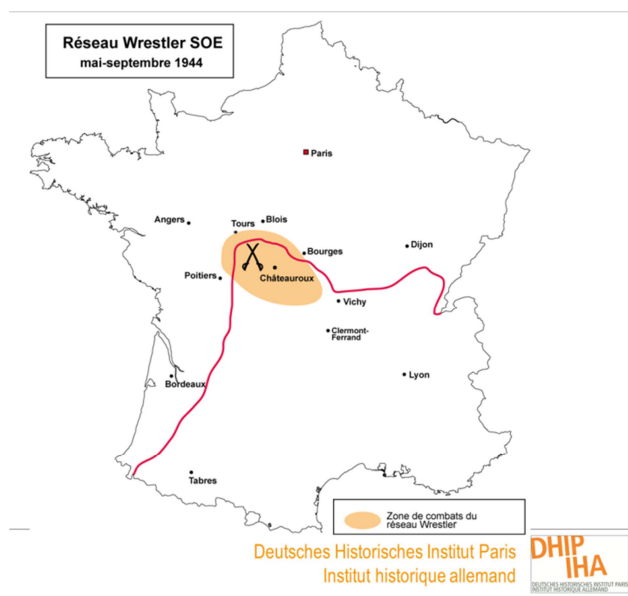 Réseau Wrestler SOE
mai-septembre 1944
Paris
Angers
Tours
Blois
Bourges
Dijon
Poitiers
Châteauroux
Vichy
Clermont-
Ferrand
Lyon
Bordeaux
Tabres
Zone de combats du
réseau Wrestler
Deutsches Historisches Institut Paris
Institut historique allemand
DHIP
IHA
DEUTSCHES HISTORISCHES INSTITUT PARIS
INSTITUT HISTORIQUE ALLEMAND